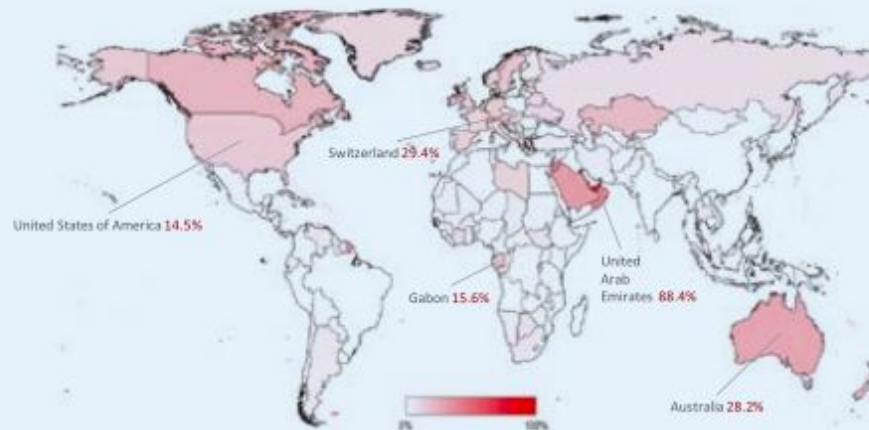 Switzerland 29.4%
United States of America 14.5%
United
Arab
Emirates 88.4%
Gabon 15.6%
Australia 28.2%